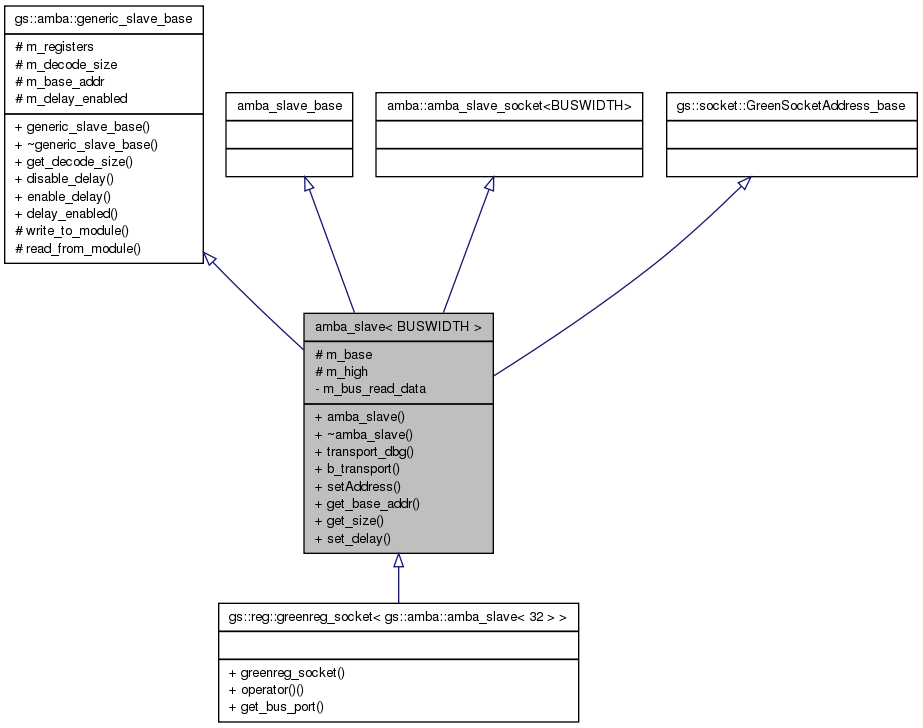 gs::amba::generic_slave_base
# m_registers
# m_decode_size
# m_base_addr
# m_delay_enabled
+ generic_slave_base()
+ ~generic_slave_base()
+ get_decode_size()
+ disable_delay()
+ enable_delay()
+ delay_enabled()
# write_to_module()
# read_from_module()
amba_slave_base
amba::amba_slave_socket<BUSWIDTH>
gs::socket::GreenSocketAddress_base
amba_slave< BUSWIDTH >
# m_base
# m_high
- m_bus_read_data
+ amba_slave()
+ ~amba_slave()
+ transport_dbg()
+ b_transport()
+ setAddress()
+ get_base_addr()
+ get_size()
+ set_delay()
gs::reg::greenreg_socket< gs::amba::amba_slave< 32 > >
+ greenreg_socket()
+ operator()()
+ get_bus_port()